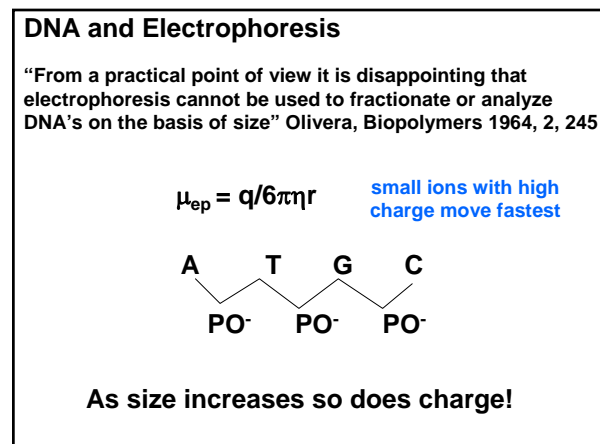 DNA and Electrophoresis
“From a practical point of view it is disappointing that
electrophoresis cannot be used to fractionate or analyze
DNA’s on the basis of size” Olivera, Biopolymers 1964, 2, 245
μep = q/6πηr
small ions with high
charge move fastest
A T G C
PO- PO- PO-
As size increases so does charge!